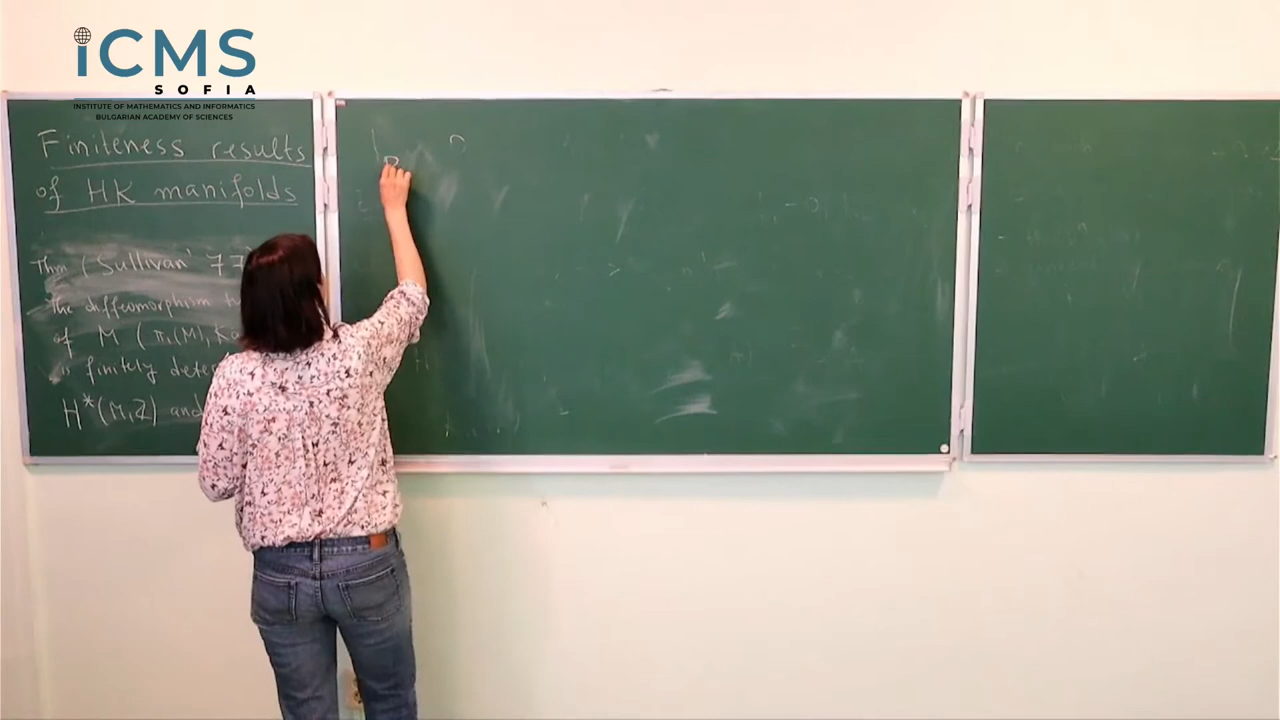 iCMS
SOFIA
INSTITUTE OF MATHEMATICS AND INFORMATICS
BULGARIAN ACADEMY OF SCIENCES
Finiteness results
of HK manifolds
Thm (Sullivan' 77
The diffeomorphism
of M (π₁(M),
is finitely
H*(M,Z) and